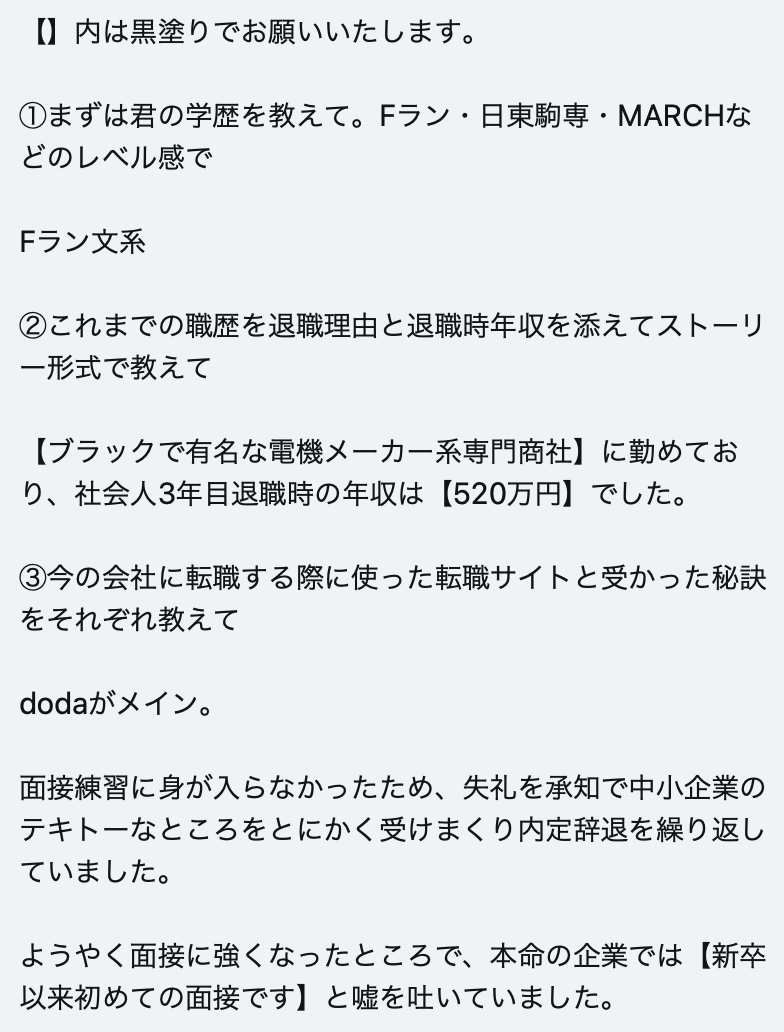 【】内は黒塗りでお願いいたします。
①まずは君の学歴を教えて。Fラン・日東駒専・MARCHな
どのレベル感で
Fラン文系
②これまでの職歴を退職理由と退職時年収を添えてストーリ
ー形式で教えて
【ブラックで有名な電機メーカー系専門商社】に勤めてお
り、社会人3年目退職時の年収は【520万円】でした。
③今の会社に転職する際に使った転職サイトと受かった秘訣
をそれぞれ教えて
dodaがメイン。
面接練習に身が入らなかったため、失礼を承知で中小企業の
テキトーなところをとにかく受けまくり内定辞退を繰り返し
ていました。
ようやく面接に強くなったところで、本命の企業では【新卒
以来初めての面接です】と嘘を吐いていました。